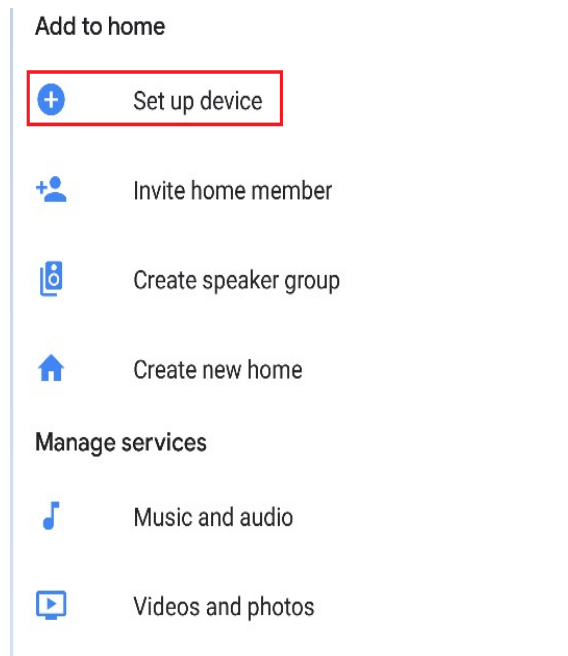 Add to home
Set up device
Invite home member
Create speaker group
Create new home
Manage services
Music and audio
Videos and photos